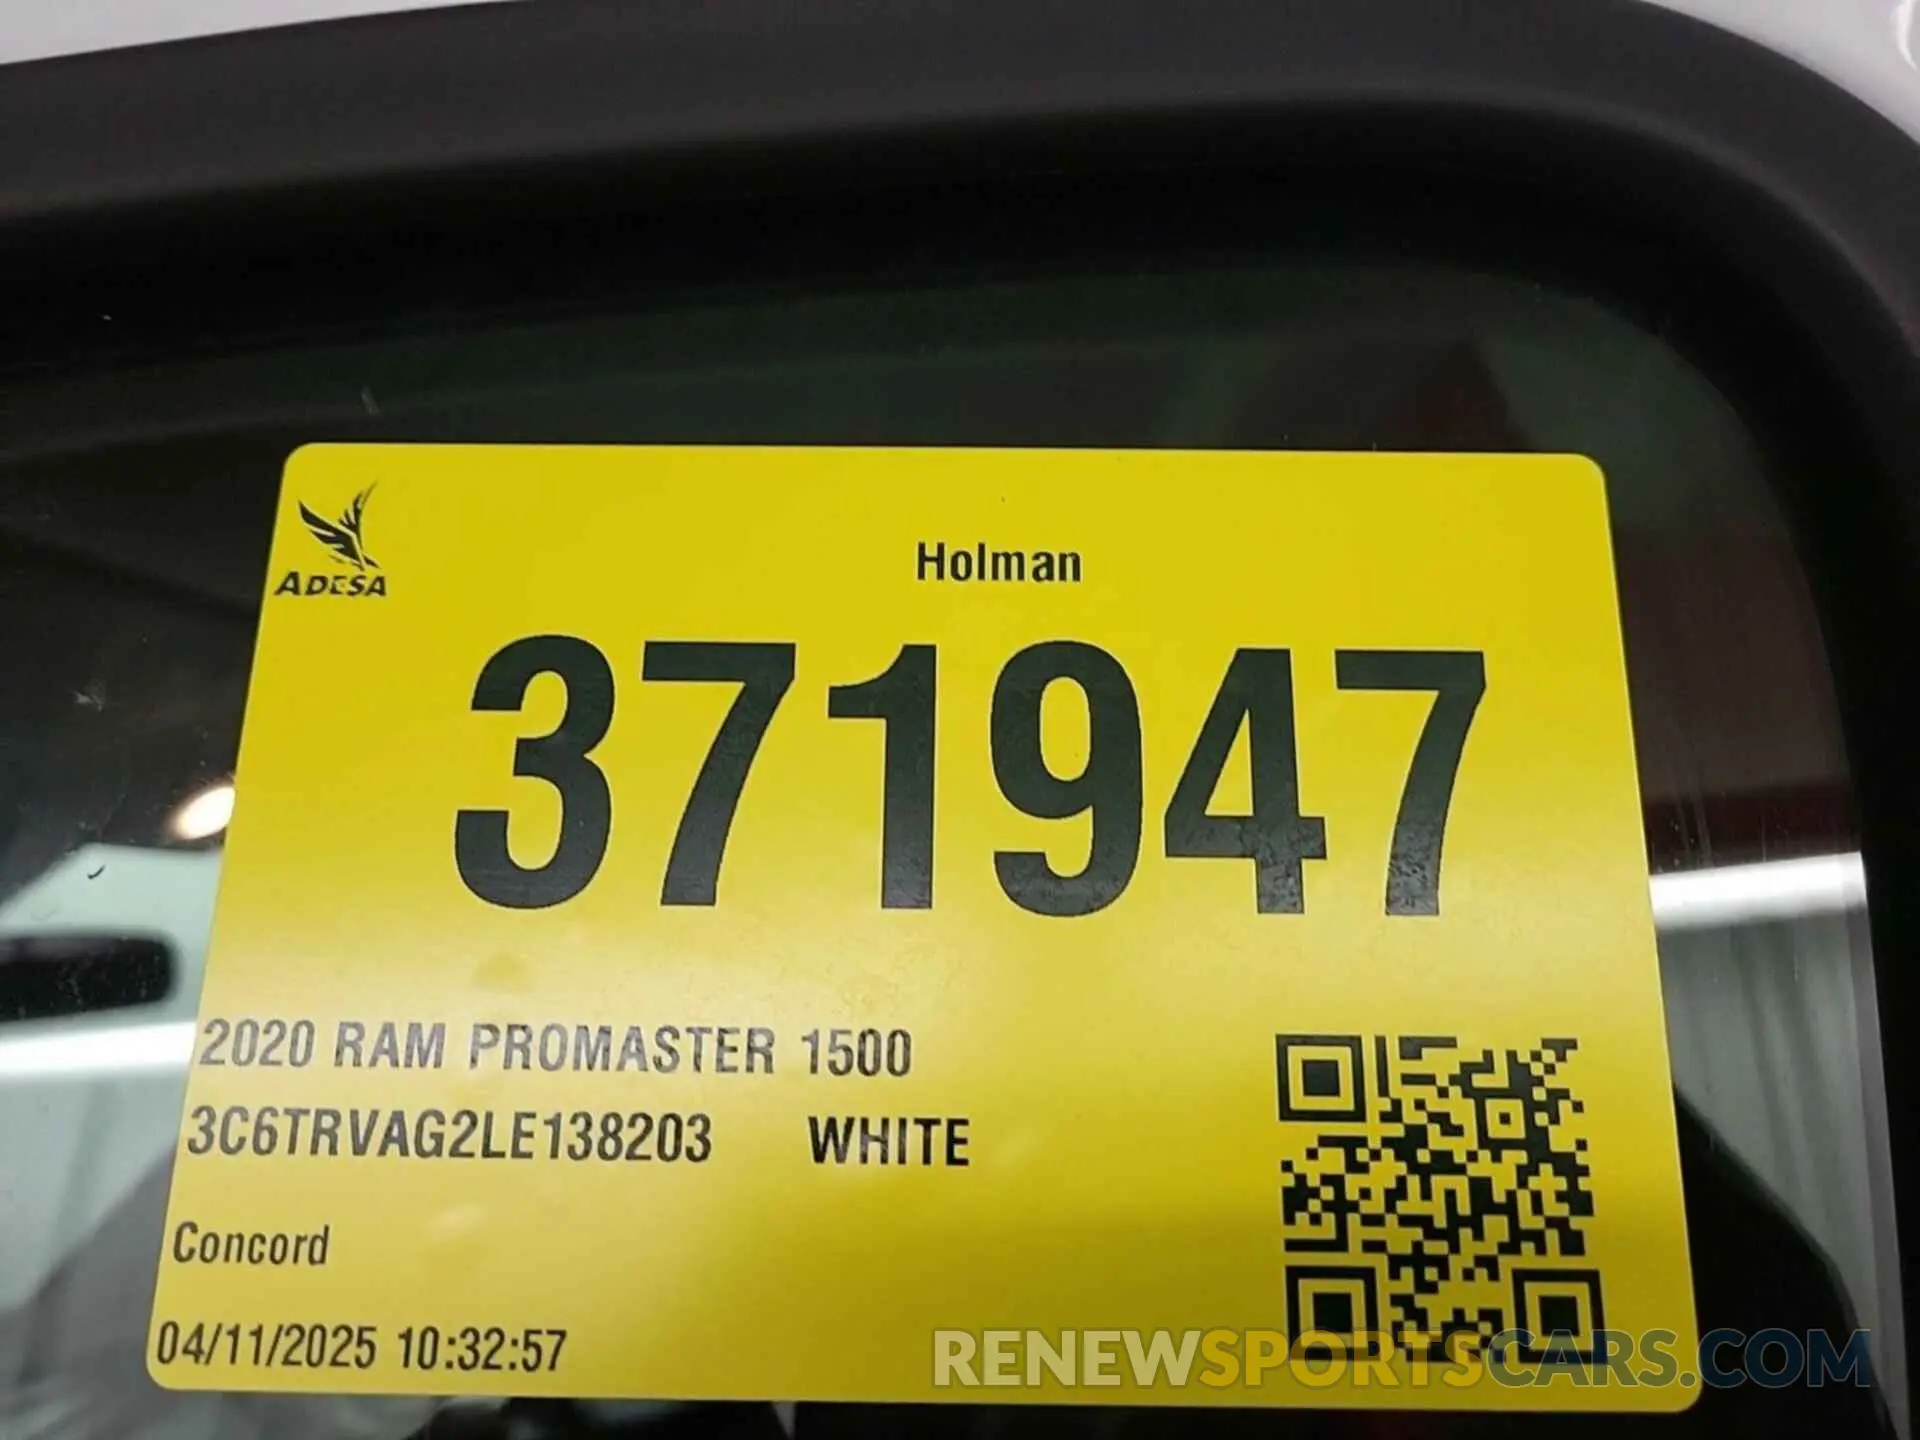 ADESA
Holman
371947
2020 RAM PROMASTER 1500
3C6TRVAG2LE138203 WHITE
Concord
04/11/2025 10:32:57
RENEWSPORTSCARS.COM